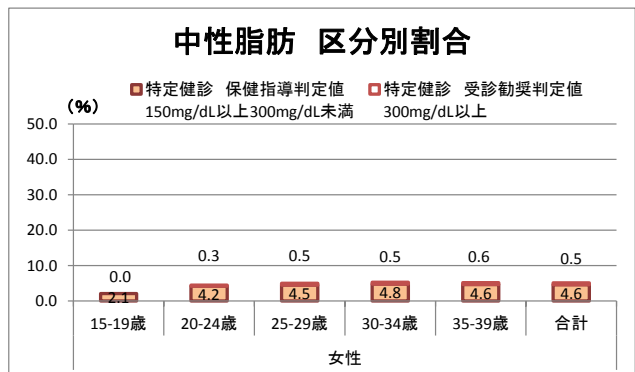 中性脂肪 区分別割合
特定健診 保健指導判定値 特定健診 受診勧奨判定値
150mg/dL以上300mg/dL未満 300mg/dL以上
(%)
50.0
40.0
30.0
20.0
10.0
0.0
0.0 0.3 0.5 0.5 0.6 0.5
2.1 4.2 4.5 4.8 4.6 4.6
15-19歳 20-24歳 25-29歳 30-34歳 35-39歳 合計
女性